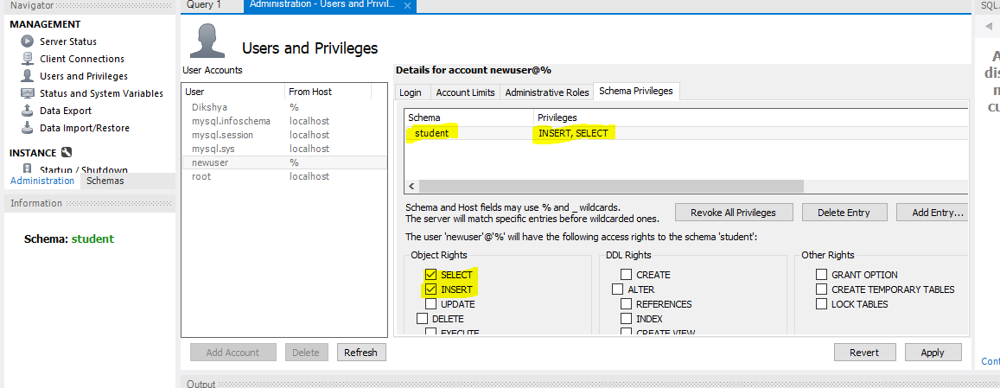 Navigator
MANAGEMENT
Server Status
Client Connections
Users and Privileges
Status and System Variables
Data Export
Data Import/Restore
INSTANCE
Startup / Shutdown
Administration Schemas
Information
Schema: student
Query 1 Administration - Users and Privil...
Users and Privileges
User Accounts
User From Host
Dikshya %
mysql.infoschema localhost
mysql.session localhost
mysql.sys localhost
newuser %
root localhost
Add Account Delete Refresh
Details for account newuser@%
Login Account Limits Administrative Roles Schema Privileges
Schema Privileges
student INSERT, SELECT
Schema and Host fields may use % and _ wildcards.
The server will match specific entries before wildcarded ones.
Revoke All Privileges Delete Entry Add Entry...
The user 'newuser'@'%' will have the following access rights to the schema 'student':
Object Rights
SELECT
INSERT
UPDATE
DELETE
EXECUTE
DDL Rights
CREATE
ALTER
REFERENCES
INDEX
CREATE VIEW
Other Rights
GRANT OPTION
CREATE TEMPORARY TABLES
LOCK TABLES
Revert Apply
Output
SQL
A
dis
cu
Cont